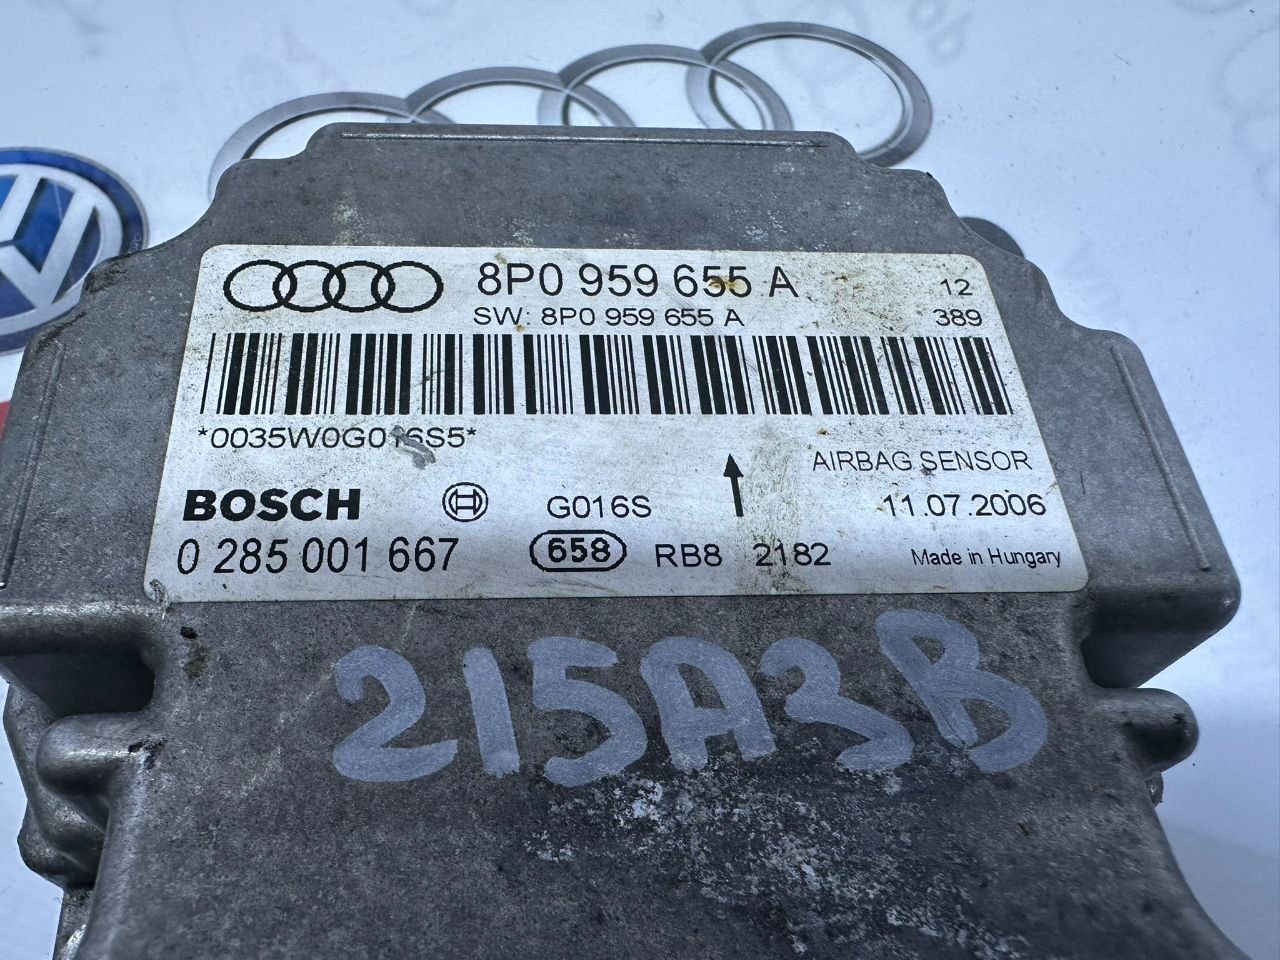 8P0 959 655 A 12
SW: 8P0 959 655 A 389
*0035W0G016S5*
AIRBAG SENSOR
BOSCH G016S 11.07.2006
0 285 001 667 658 RB8 2182 Made in Hungary
215A3B